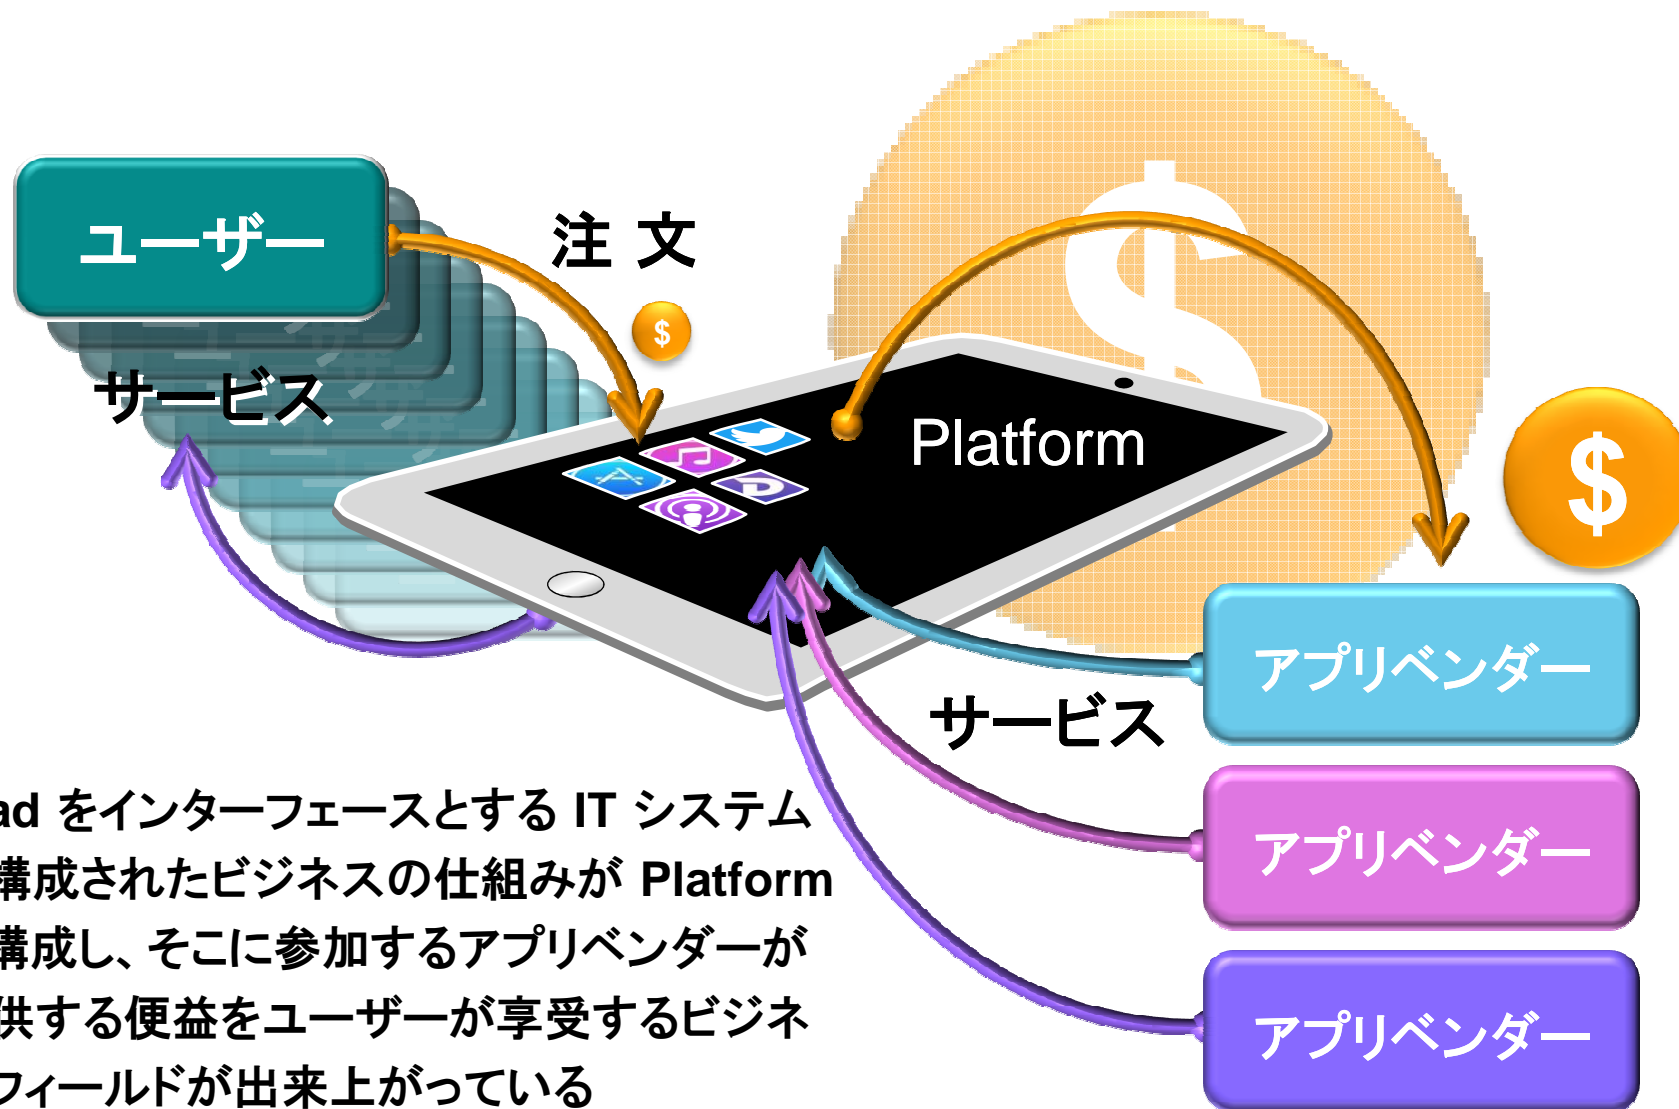 ユーザー
注 文
$
$
サービス
Platform
$
アプリベンダー
サービス
アプリベンダー
アプリベンダー
ad をインターフェースとする IT システム
構成されたビジネスの仕組みが Platform
構成し、そこに参加するアプリベンダーが
供する便益をユーザーが享受するビジネ
フィールドが出来上がっている